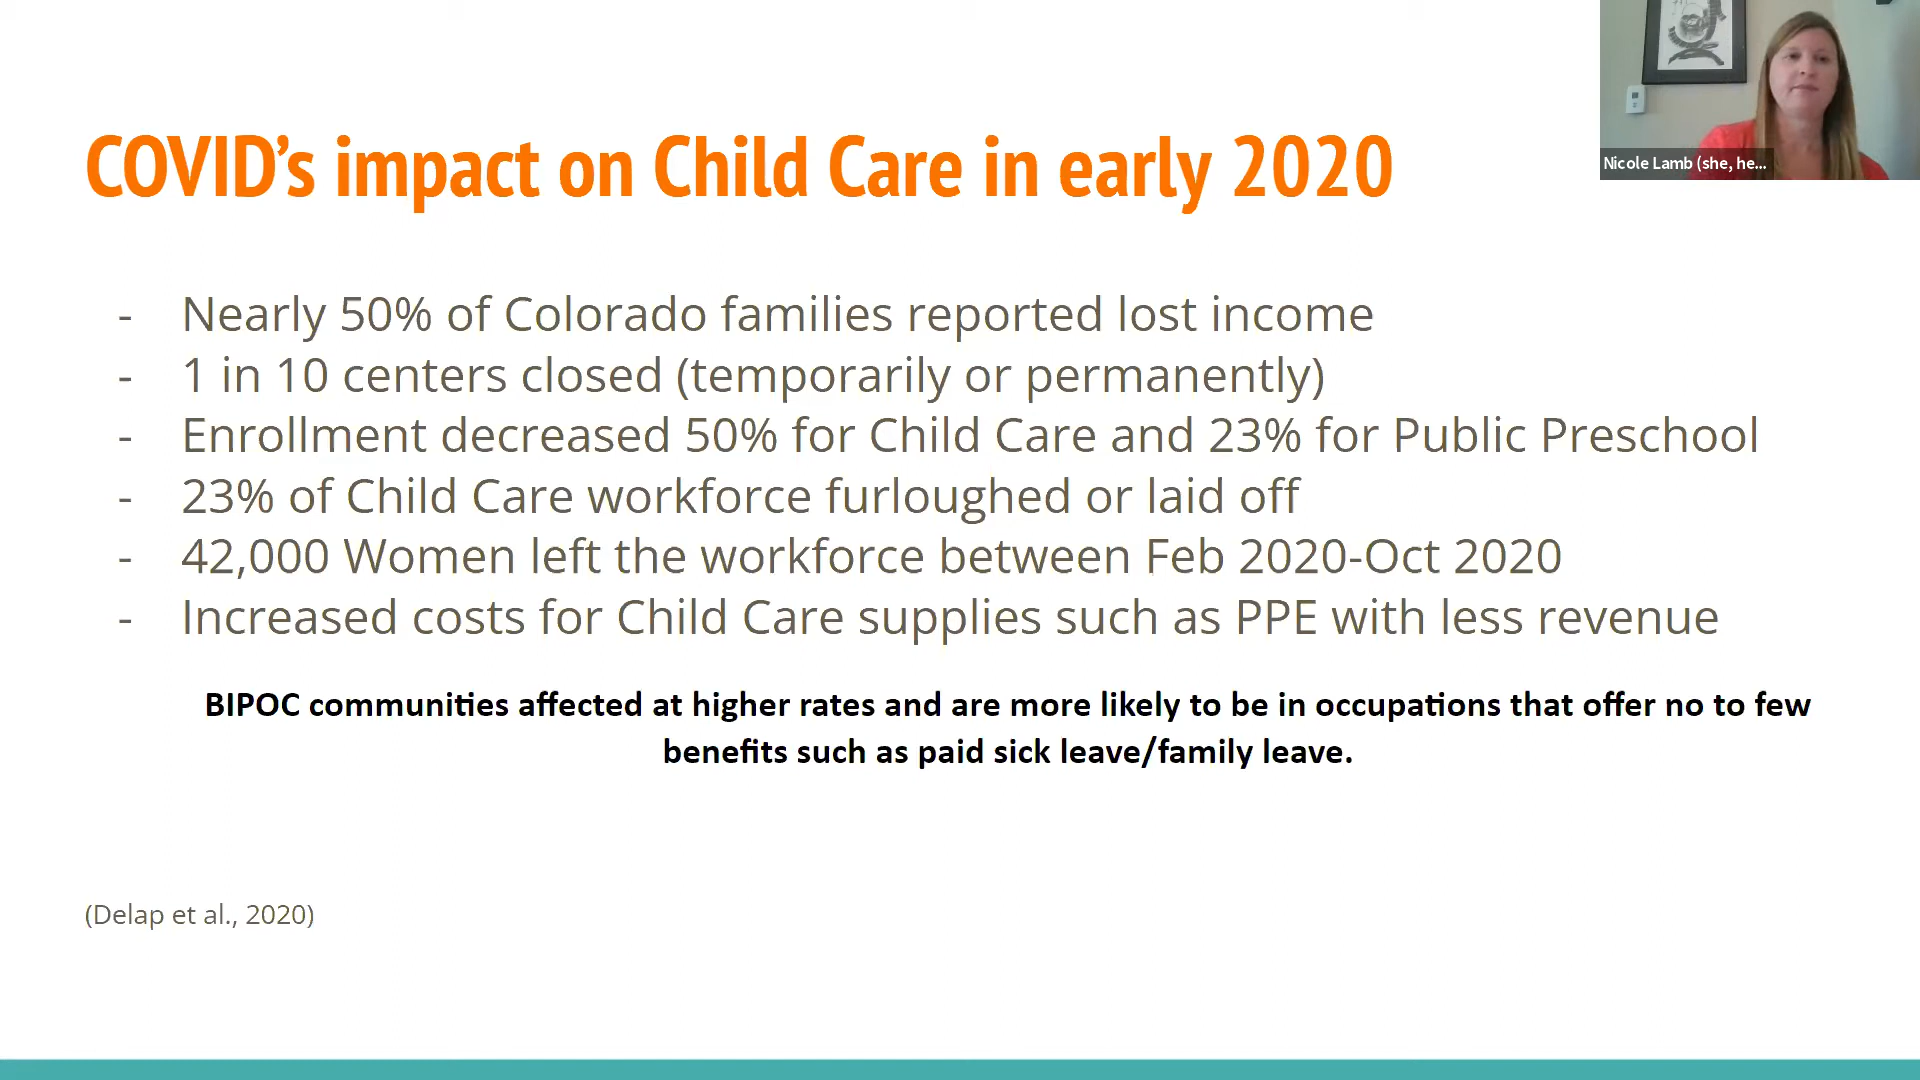 COVID’s impact on Child Care in early 2020
Nicole Lamb (she, he...
- Nearly 50% of Colorado families reported lost income
- 1 in 10 centers closed (temporarily or permanently)
- Enrollment decreased 50% for Child Care and 23% for Public Preschool
- 23% of Child Care workforce furloughed or laid off
- 42,000 Women left the workforce between Feb 2020-Oct 2020
- Increased costs for Child Care supplies such as PPE with less revenue
BIPOC communities affected at higher rates and are more likely to be in occupations that offer no to few
benefits such as paid sick leave/family leave.
(Delap et al., 2020)